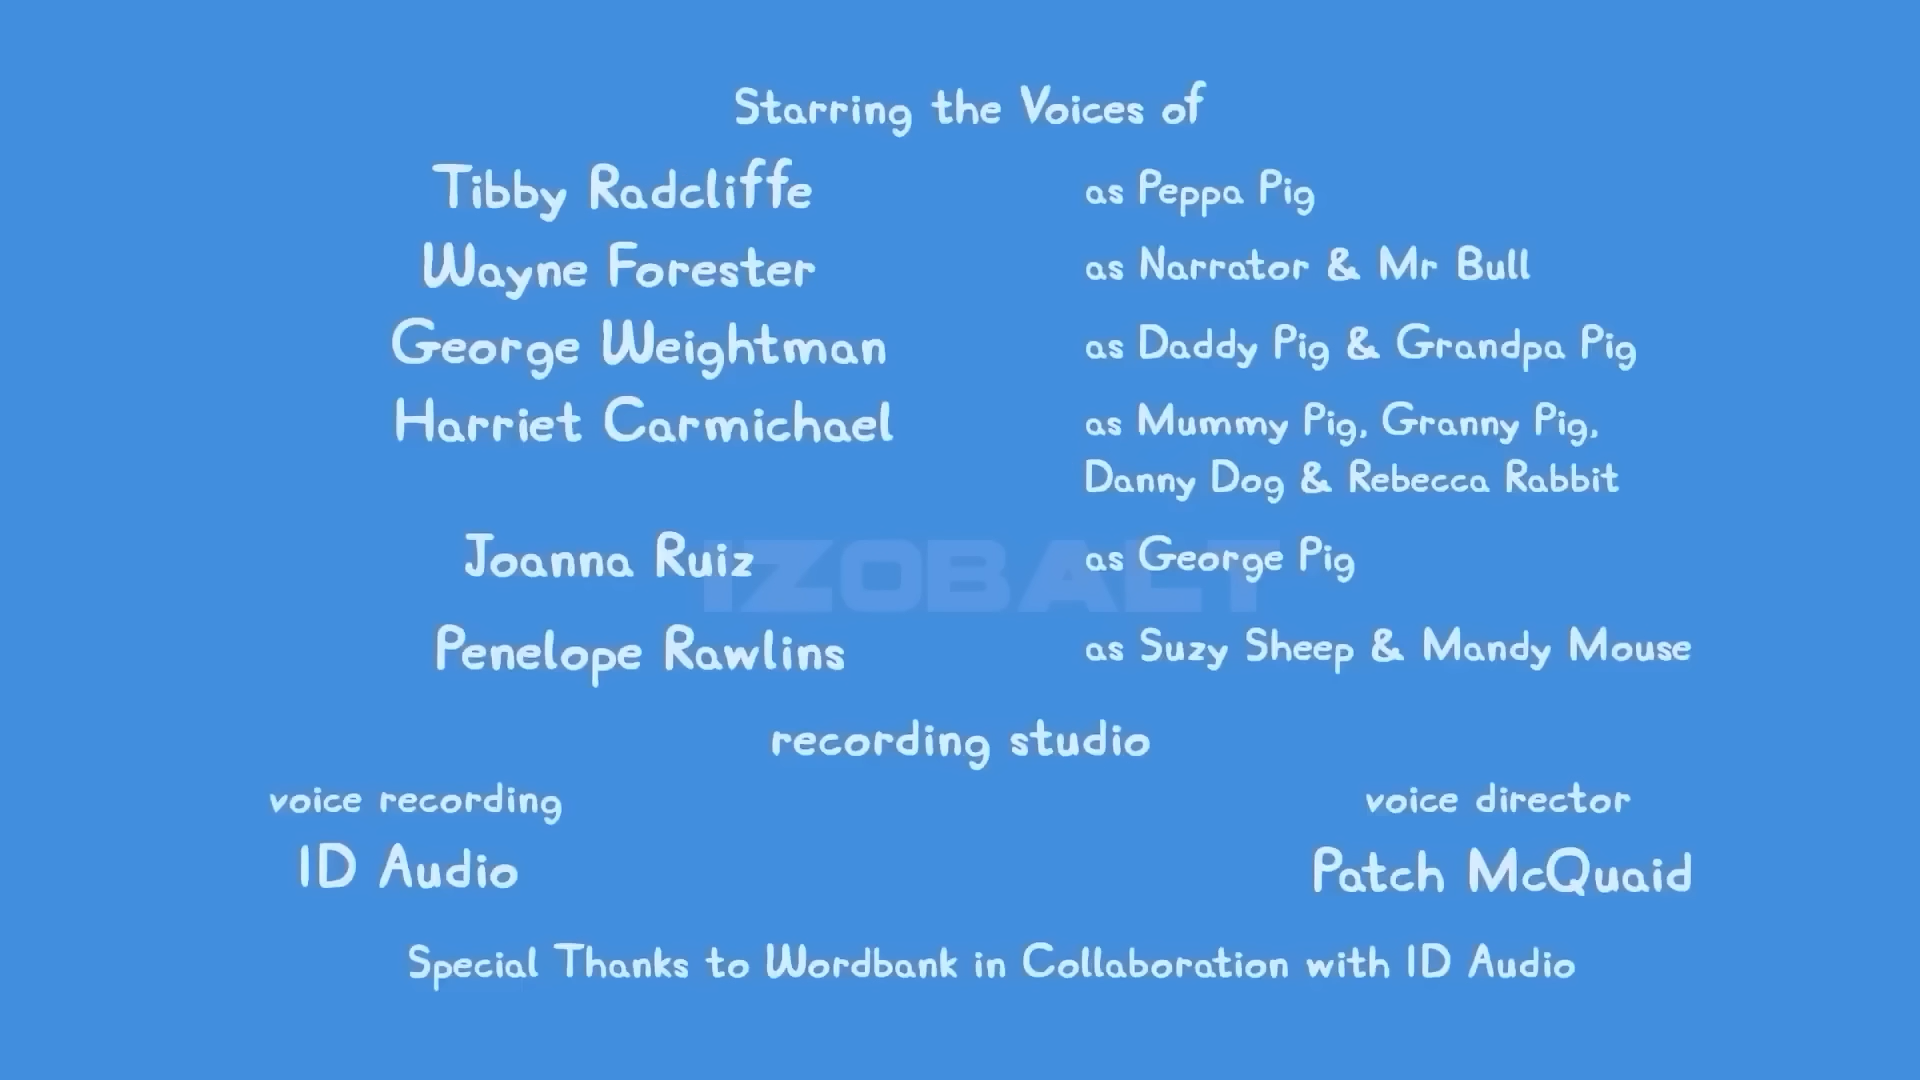 Starring the Voices of
Tibby Radcliffe as Peppa Pig
Wayne Forester as Narrator & Mr Bull
George Weightman as Daddy Pig & Grandpa Pig
Harriet Carmichael as Mummy Pig, Granny Pig,
Danny Dog & Rebecca Rabbit
Joanna Ruiz as George Pig
IZOBALT
Penelope Rawlins as Suzy Sheep & Mandy Mouse
recording studio
voice recording voice director
ID Audio Patch McQuaid
Special Thanks to Wordbank in Collaboration with ID Audio